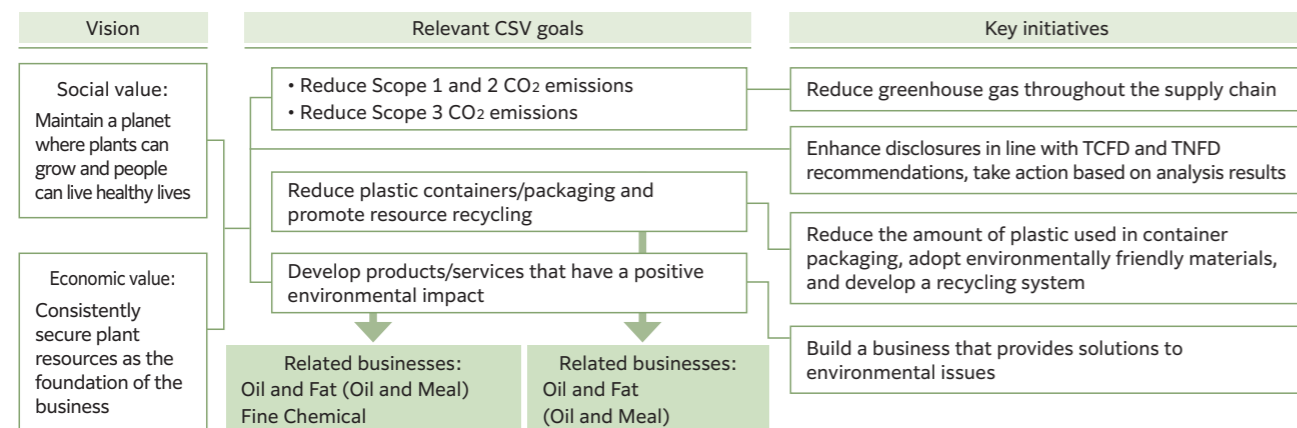 Vision
Relevant CSV goals
Key initiatives
Social value:
Maintain a planet
where plants can
grow and people
can live healthy lives
Economic value:
Consistently
secure plant
resources as the
foundation of the
business
• Reduce Scope 1 and 2 CO2 emissions
• Reduce Scope 3 CO2 emissions
Reduce plastic containers/packaging and
promote resource recycling
Develop products/services that have a positive
environmental impact
Related businesses:
Oil and Fat (Oil and Meal)
Fine Chemical
Related businesses:
Oil and Fat
(Oil and Meal)
Reduce greenhouse gas throughout the supply chain
Enhance disclosures in line with TCFD and TNFD
recommendations, take action based on analysis results
Reduce the amount of plastic used in container
packaging, adopt environmentally friendly materials,
and develop a recycling system
Build a business that provides solutions to
environmental issues